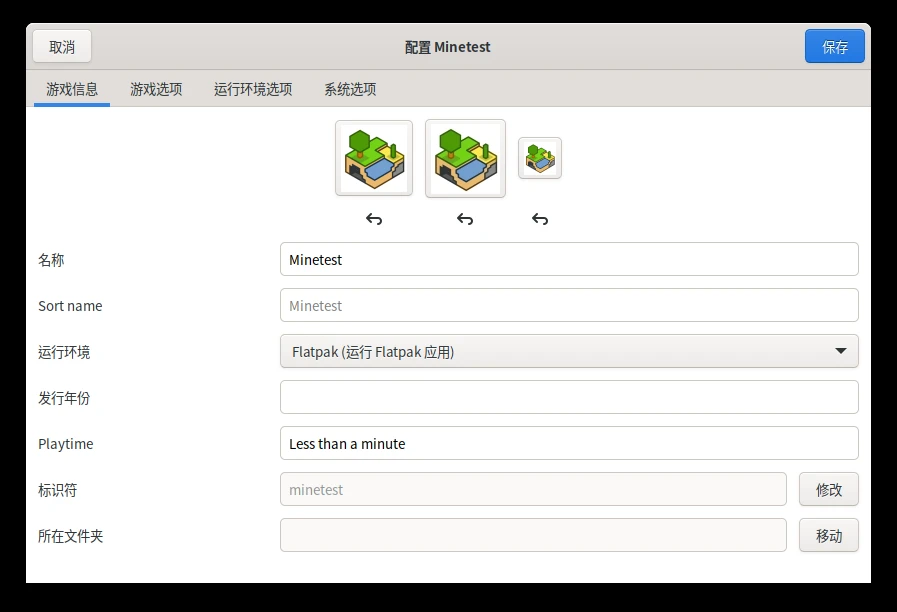 取消
配置 Minetest
保存
游戏信息
游戏选项
运行环境选项
系统选项
名称
Minetest
Sort name
Minetest
运行环境
Flatpak (运行 Flatpak 应用)
发行年份
Playtime
Less than a minute
标识符
minetest
修改
所在文件夹
移动